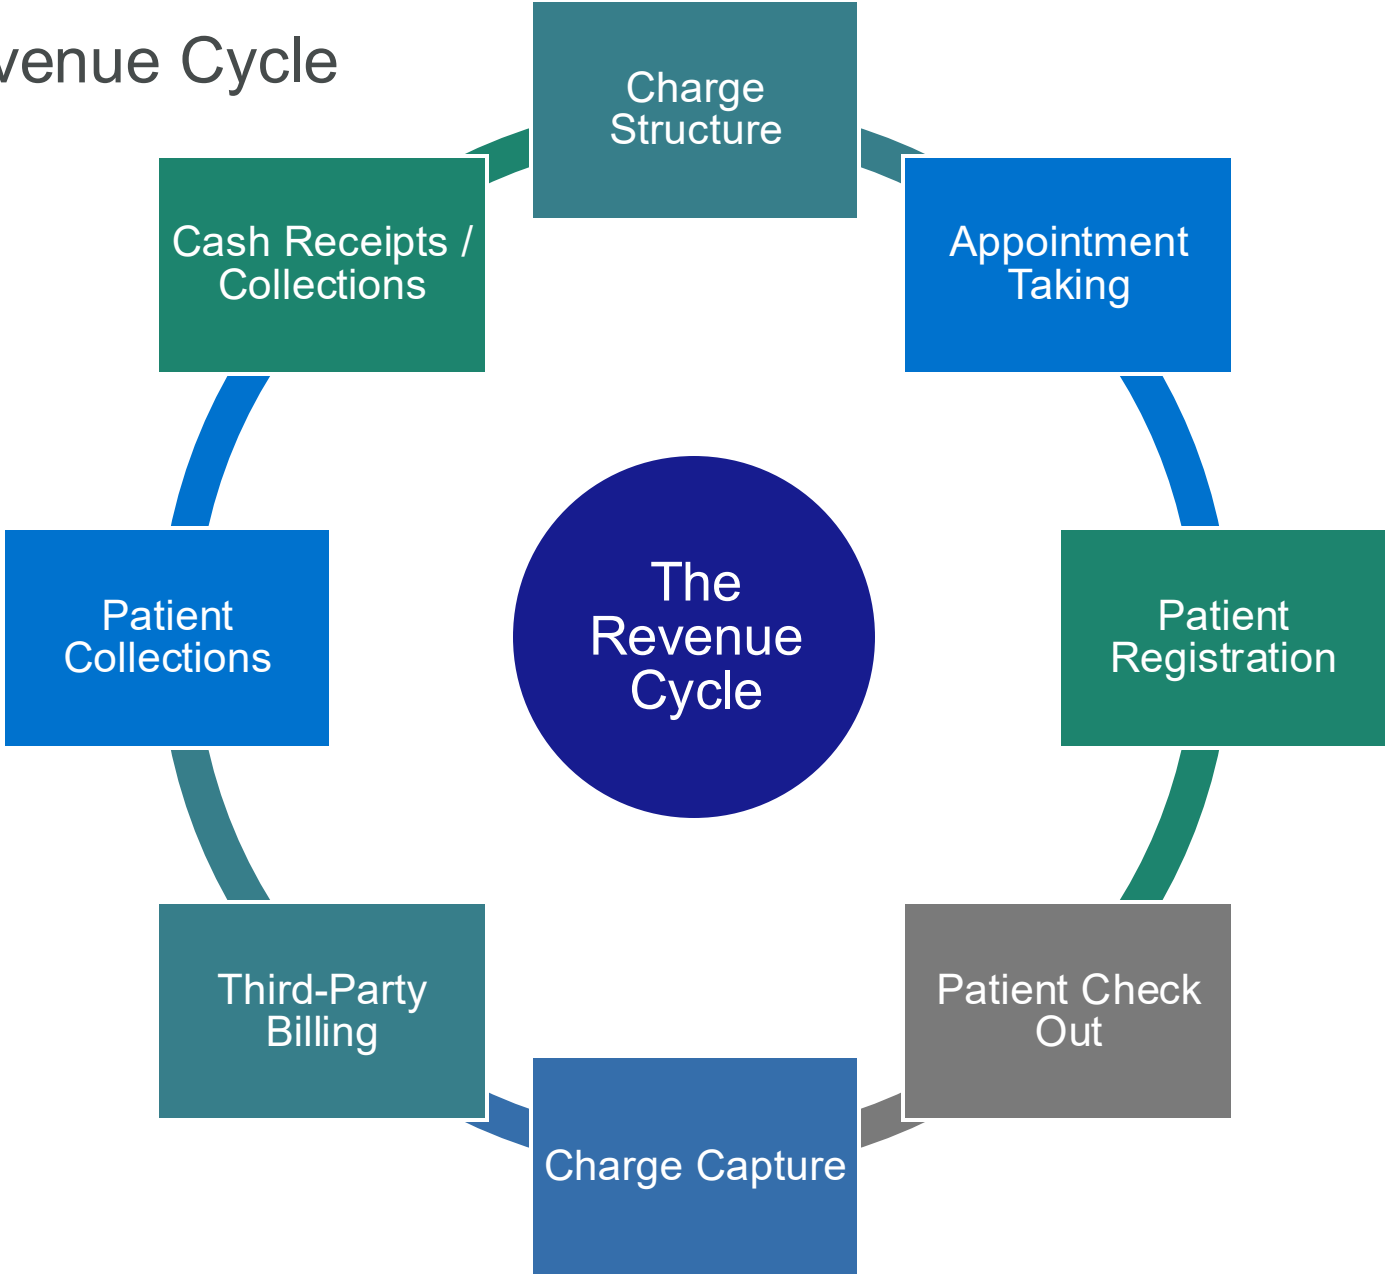 venue Cycle
Charge
Structure
Appointment
Taking
Patient
Registration
Patient Check
Out
Charge Capture
Third-Party
Billing
Patient
Collections
Cash Receipts /
Collections
The
Revenue
Cycle